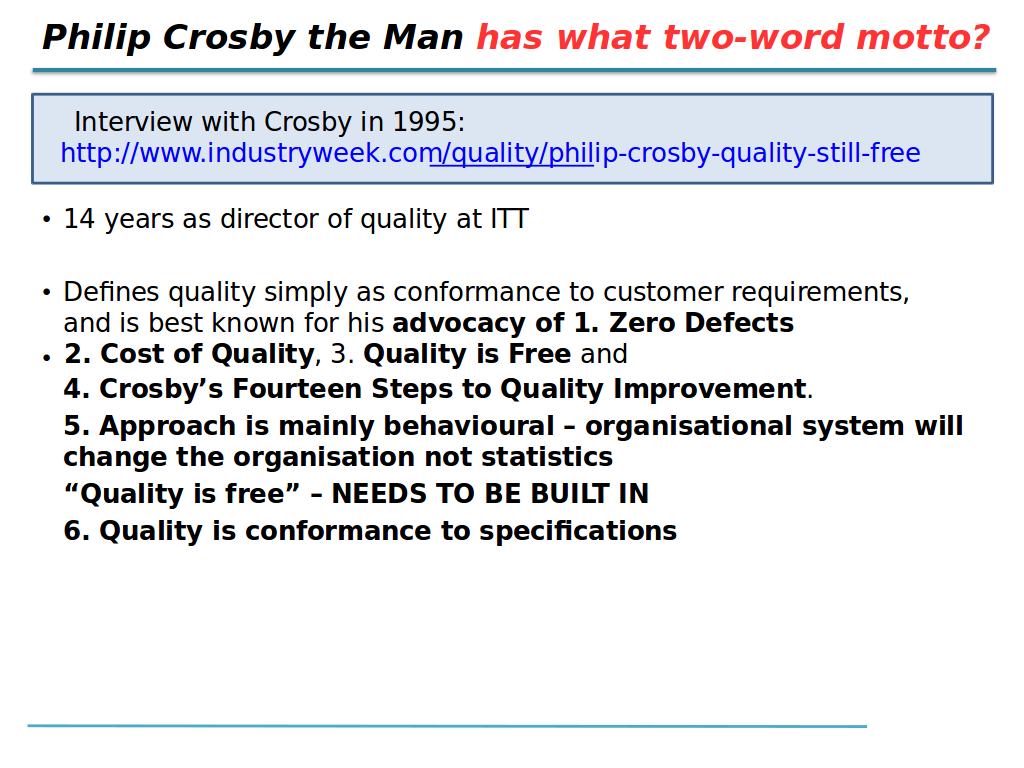 Philip Crosby the Man has what two-word motto?
Interview with Crosby in 1995:
http://www.industryweek.com/quality/philip-crosby-quality-still-free
• 14 years as director of quality at ITT
• Defines quality simply as conformance to customer requirements,
and is best known for his advocacy of 1. Zero Defects
• 2. Cost of Quality, 3. Quality is Free and
4. Crosby’s Fourteen Steps to Quality Improvement.
5. Approach is mainly behavioural – organisational system will
change the organisation not statistics
“Quality is free” – NEEDS TO BE BUILT IN
6. Quality is conformance to specifications